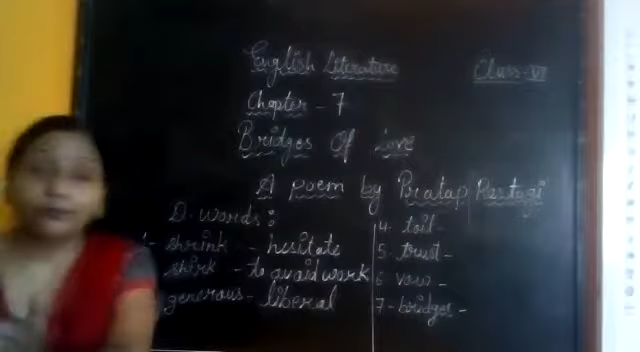 English Literature
Class-VI
Chapter - 7
Bridges Of Love
A poem by Pratap Rastogi
D. words :
1- shrink - hesitate
shirk - to avoid work
generous - liberal
4. toil -
5. trust -
6 vow -
7- bridges -